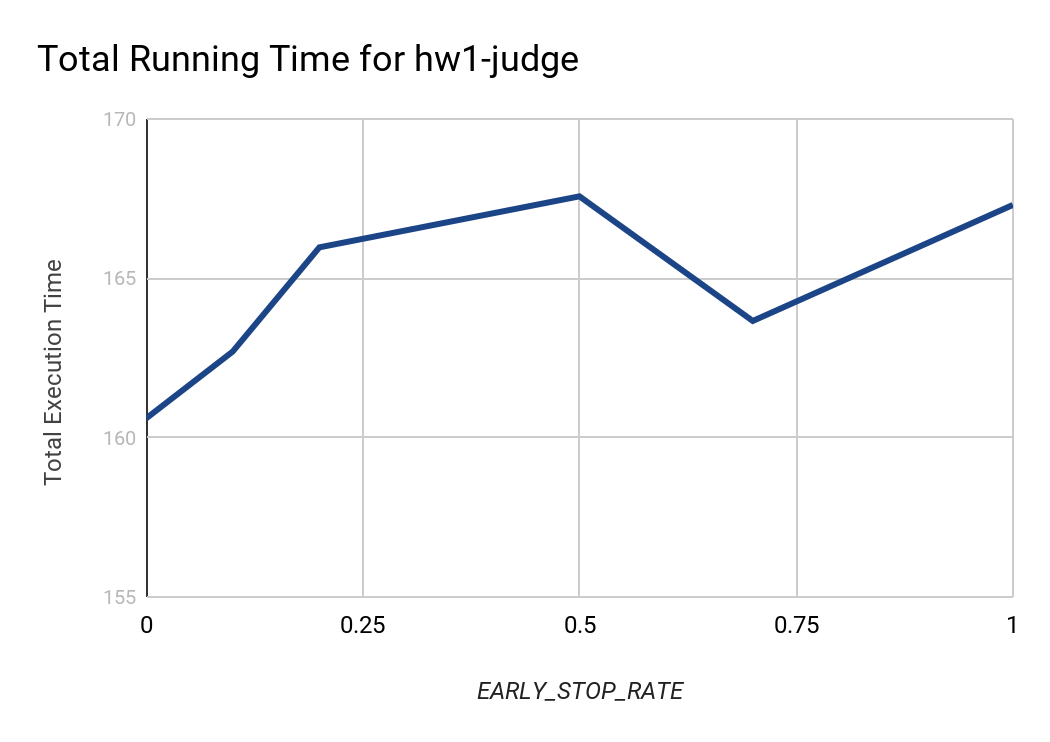 Total Running Time for hw1-judge
170
165
160
155
Total Execution Time
0 0.25 0.5 0.75 1
EARLY_STOP_RATE